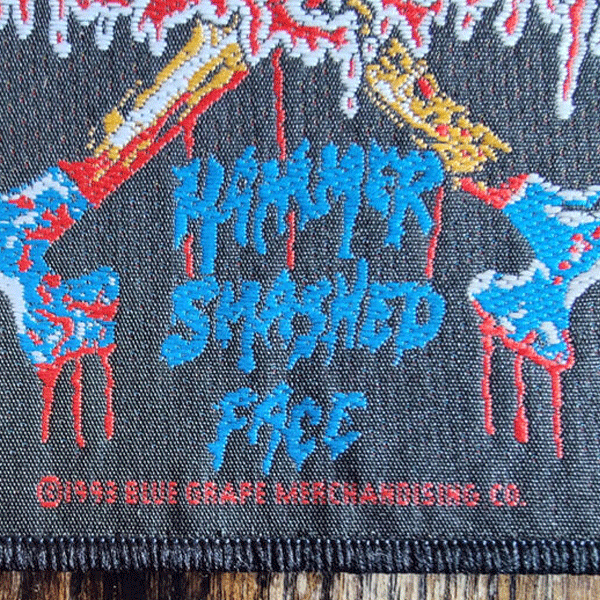 HAMMER
SMASHED
FACE
©1993 BLUE GRAPE MERCHANDISING CO.